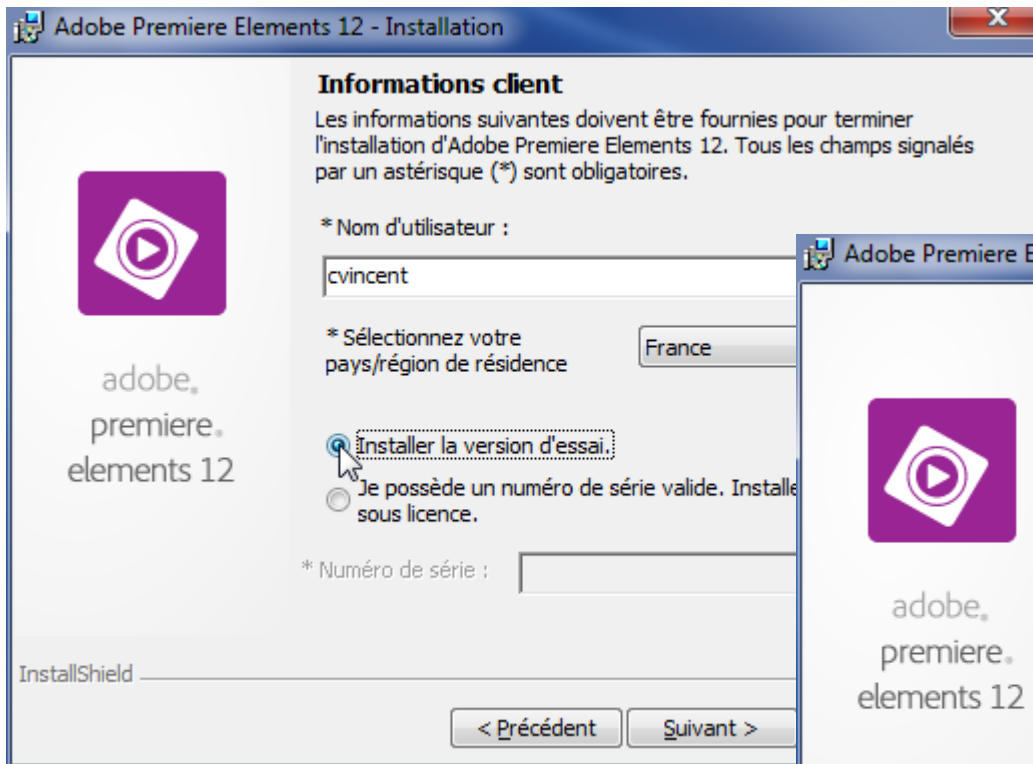 Adobe Premiere Elements 12 - Installation
Informations client
Les informations suivantes doivent être fournies pour terminer
l'installation d'Adobe Premiere Elements 12. Tous les champs signalés
par un astérisque (*) sont obligatoires.
* Nom d'utilisateur :
cvincent
* Sélectionnez votre
pays/région de résidence
France
Installer la version d'essai.
Je possède un numéro de série valide. Installe
sous licence.
* Numéro de série :
adobe®
premiere®
elements 12
InstallShield
< Précédent
Suivant >
Adobe Premiere E
adobe®
premiere®
elements 12